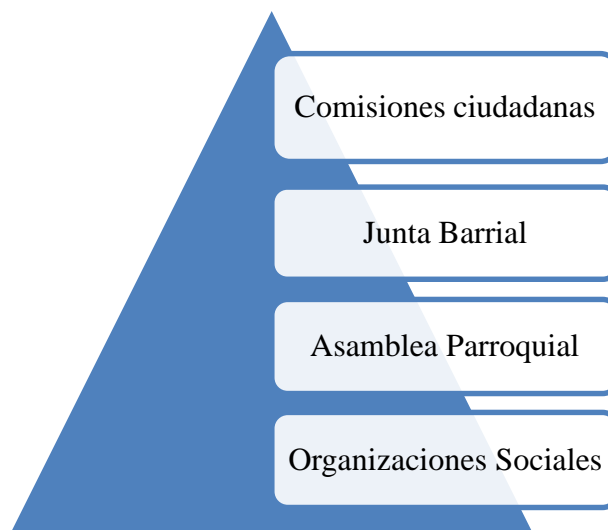 Comisiones ciudadanas
Junta Barrial
Asamblea Parroquial
Organizaciones Sociales